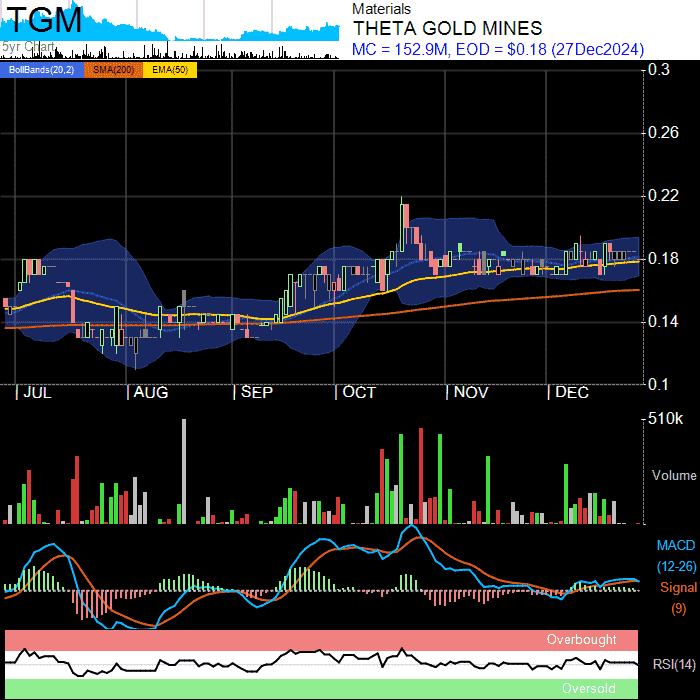 TGM
5yr Chart
Materials
THETA GOLD MINES
MC = 152.9M, EOD = $0.18 (27Dec2024)
BollBands(20,2) SMA(200) EMA(50)
0.3
0.26
0.22
0.18
0.14
0.1
JUL AUG SEP OCT NOV DEC
510k
Volume
MACD
(12-26)
Signal
(9)
Overbought
RSI(14)
Oversold